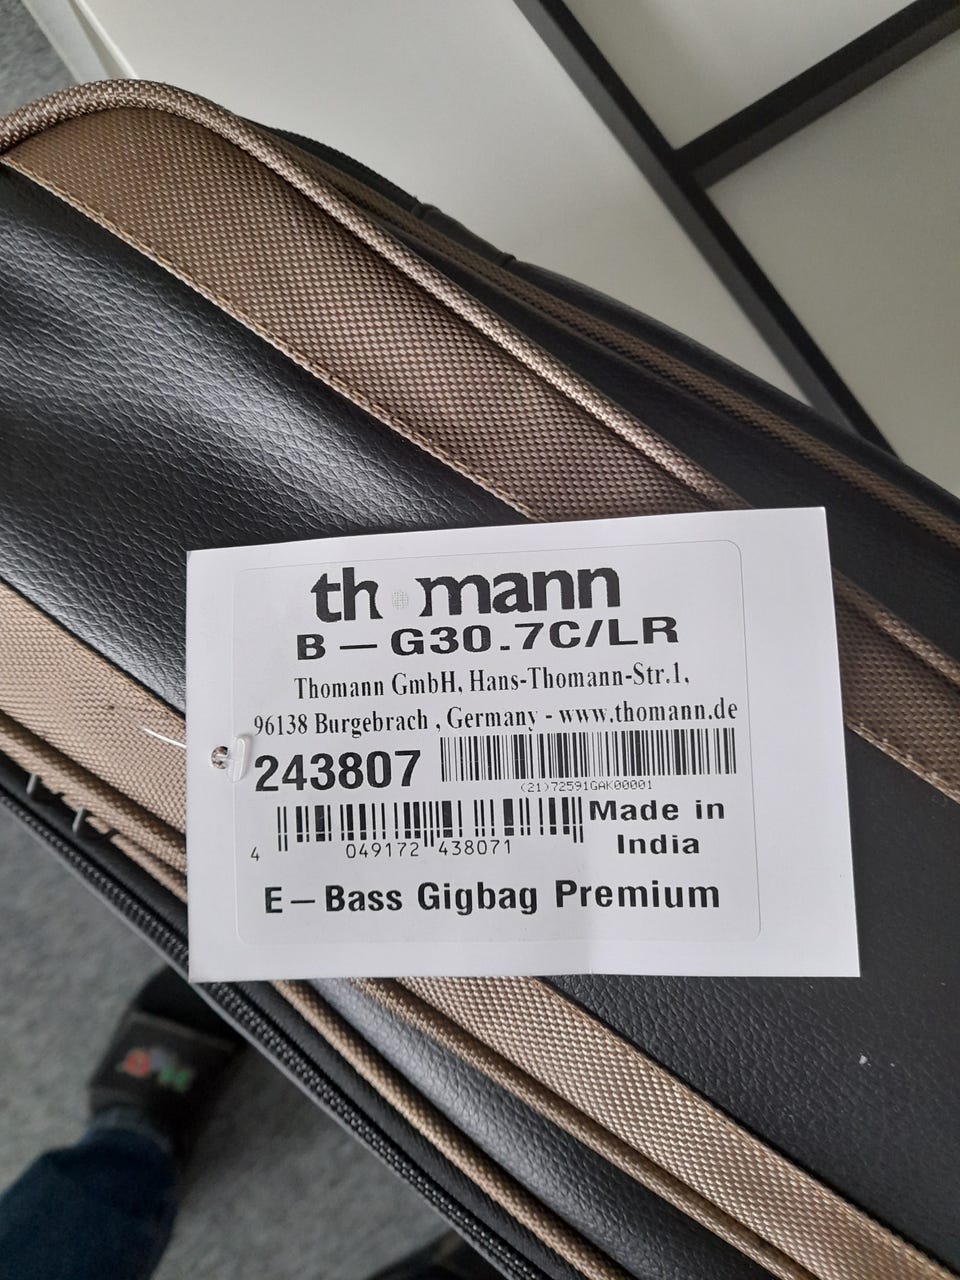 thomann
B-G30.7C/LR
Thomann GmbH, Hans-Thomann-Str.1,
96138 Burgebrach , Germany - www.thomann.de
243807
(21)72591GAK00001
4 049172 438071
Made in
India
E-Bass Gigbag Premium